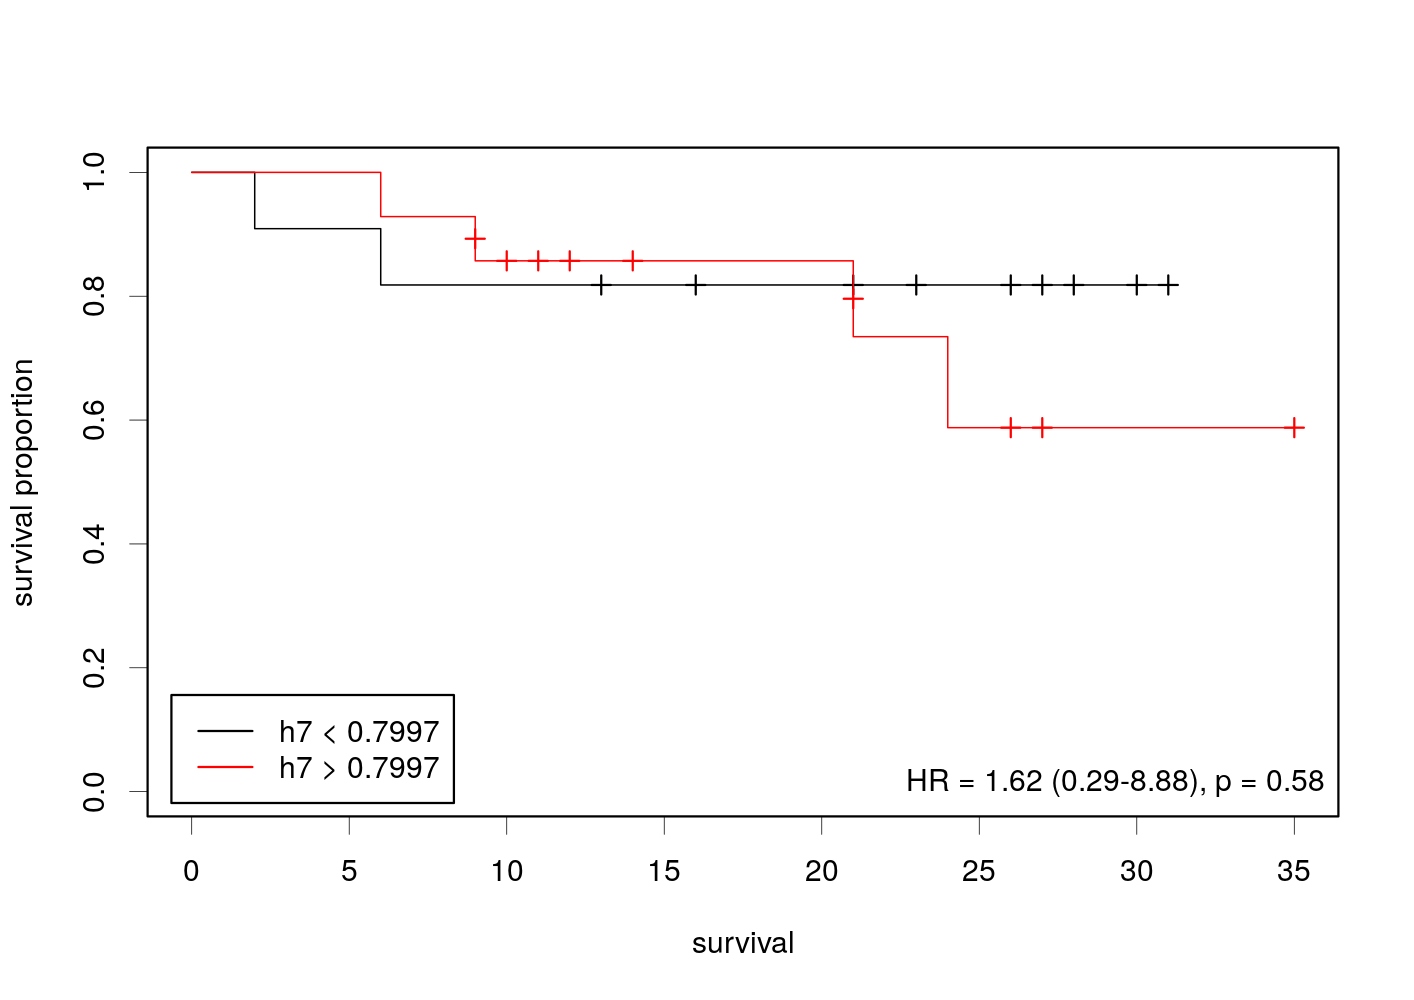 survival proportion
1.0
0.8
0.6
0.4
0.2
0.0
h7 < 0.7997
h7 > 0.7997
HR = 1.62 (0.29-8.88), p = 0.58
0 5 10 15 20 25 30 35
survival